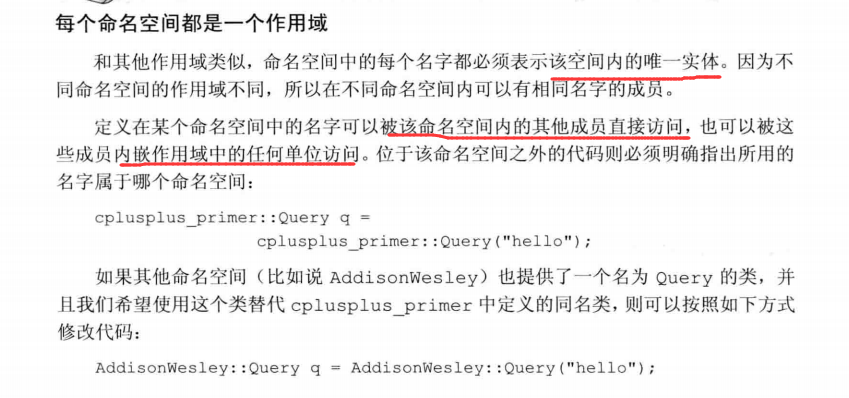 每个命名空间都是一个作用域
和其他作用域类似，命名空间中的每个名字都必须表示该空间内的唯一实体。因为不
同命名空间的作用域不同，所以在不同命名空间内可以有相同名字的成员。
定义在某个命名空间中的名字可以被该命名空间内的其他成员直接访问，也可以被这
些成员内嵌作用域中的任何单位访问。位于该命名空间之外的代码则必须明确指出所用的
名字属于哪个命名空间：
cplusplus_primer::Query q =
cplusplus_primer::Query("hello");
如果其他命名空间（比如说 AddisonWesley）也提供了一个名为 Query 的类，并
且我们希望使用这个类替代 cplusplus_primer 中定义的同名类，则可以按照如下方式
修改代码：
AddisonWesley::Query q = AddisonWesley::Query("hello");